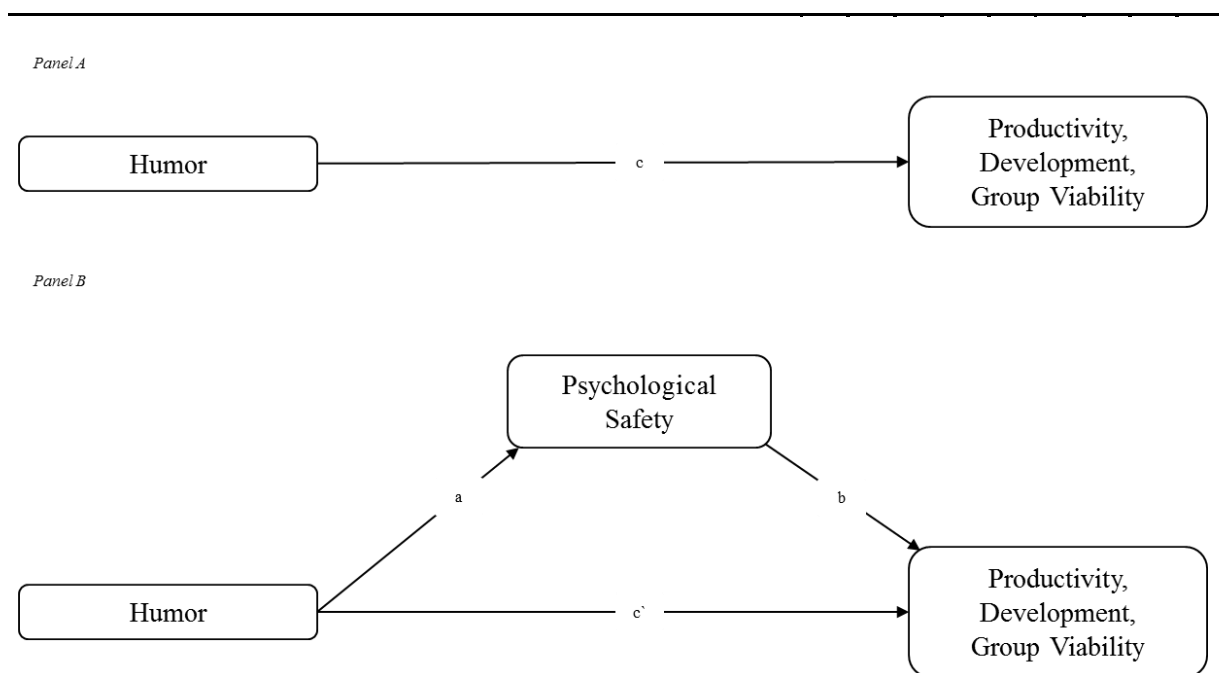 Panel A
Humor
c
Productivity,
Development,
Group Viability
Panel B
Psychological
Safety
a
b
Humor
c`
Productivity,
Development,
Group Viability